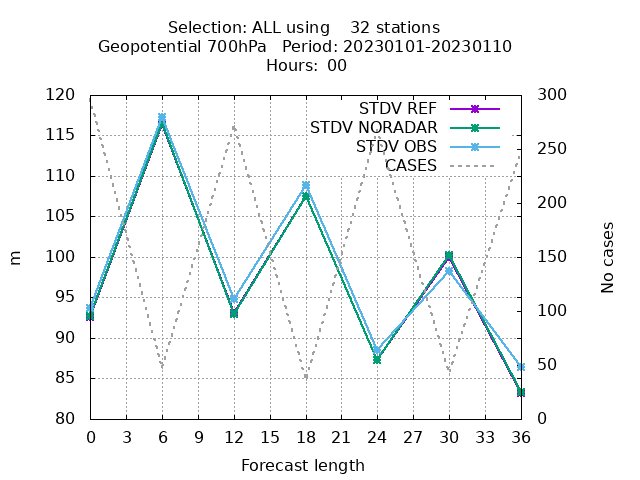 Selection: ALL using    32 stations
Geopotential 700hPa   Period: 20230101-20230110
Hours:  00
STDV REF
STDV NORADAR
STDV OBS
CASES
120
115
110
105
100
95
90
85
80
m
300
250
200
150
100
50
0
No cases
0 3 6 9 12 15 18 21 24 27 30 33 36
Forecast length